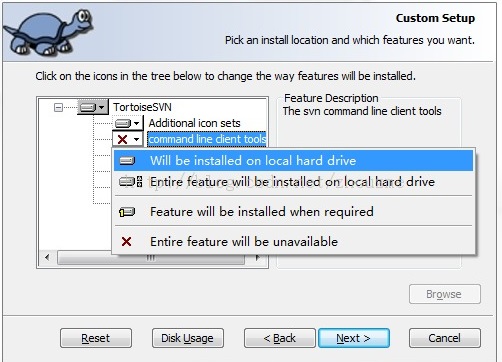 Custom Setup
Pick an install location and which features you want.
Click on the icons in the tree below to change the way features will be installed.
TortoiseSVN
Additional icon sets
command line client tools
Feature Description
The svn command line client tools
Will be installed on local hard drive
Entire feature will be installed on local hard drive
Feature will be installed when required
Entire feature will be unavailable
Browse
Reset
Disk Usage
< Back
Next >
Cancel